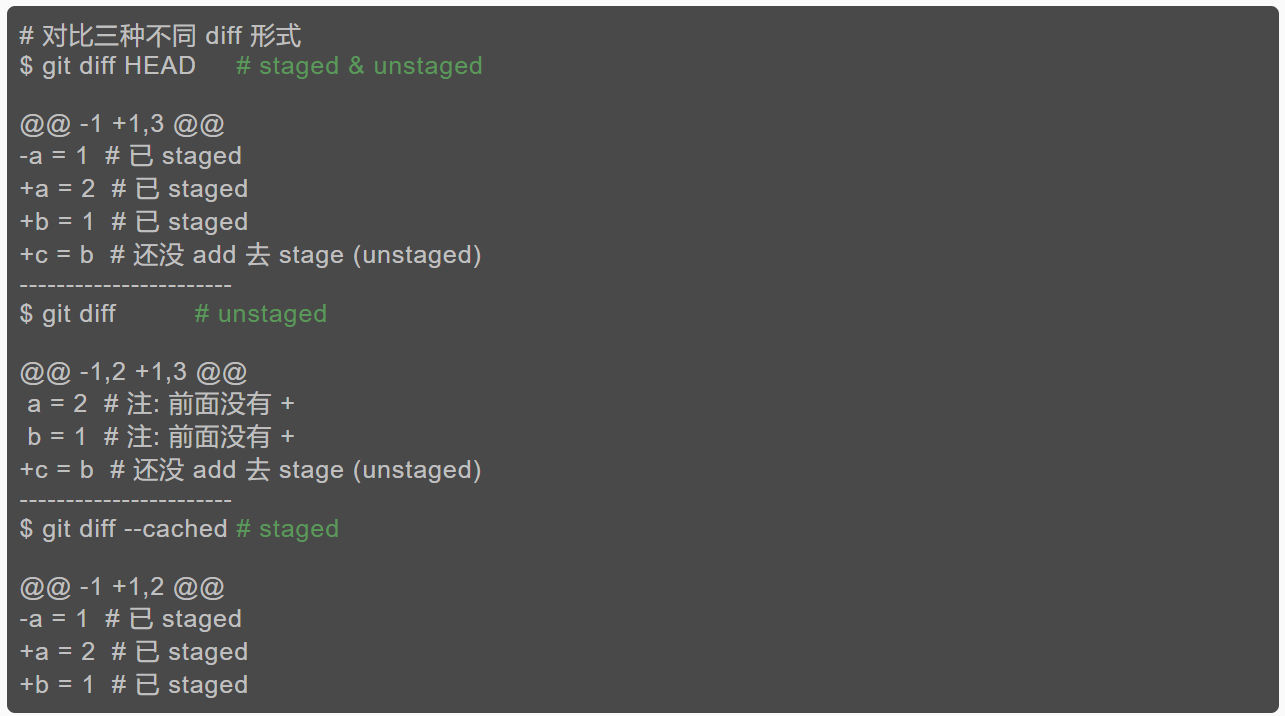 # 对比三种不同 diff 形式
$ git diff HEAD # staged & unstaged
@@ -1 +1,3 @@
-a = 1 # 已 staged
+a = 2 # 已 staged
+b = 1 # 已 staged
+c = b # 还没 add 去 stage (unstaged)
-----------------------
$ git diff # unstaged
@@ -1,2 +1,3 @@
a = 2 # 注: 前面没有 +
b = 1 # 注: 前面没有 +
+c = b # 还没 add 去 stage (unstaged)
-----------------------
$ git diff --cached # staged
@@ -1 +1,2 @@
-a = 1 # 已 staged
+a = 2 # 已 staged
+b = 1 # 已 staged